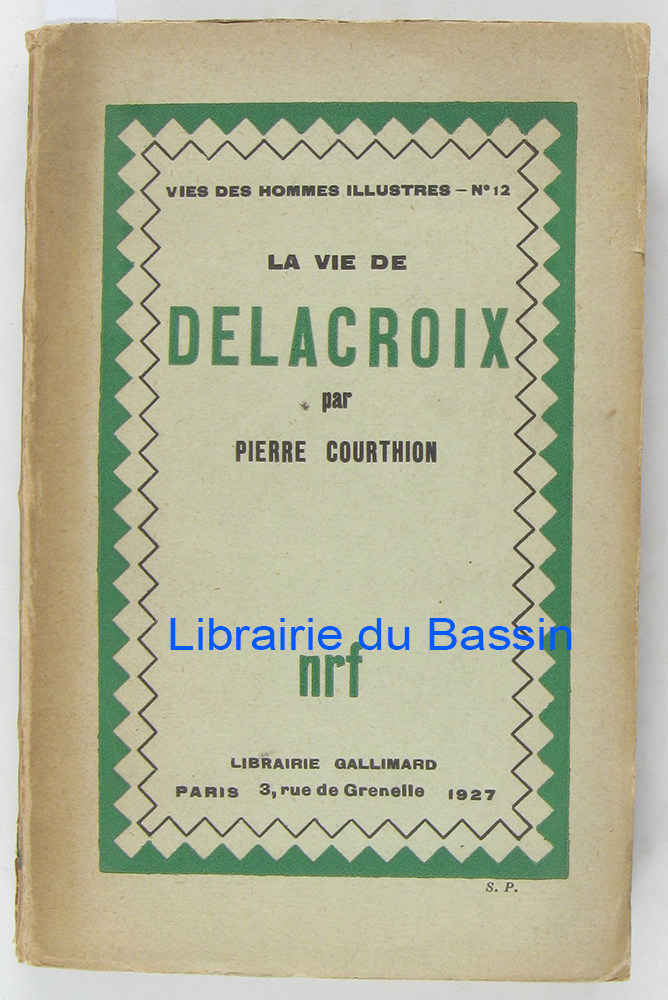 VIES DES HOMMES ILLUSTRES – Nº 12
LA VIE DE
DELACROIX
par
PIERRE COURTHION
Librairie du Bassin
nrf
LIBRAIRIE GALLIMARD
PARIS 3, rue de Grenelle 1927
S. P.